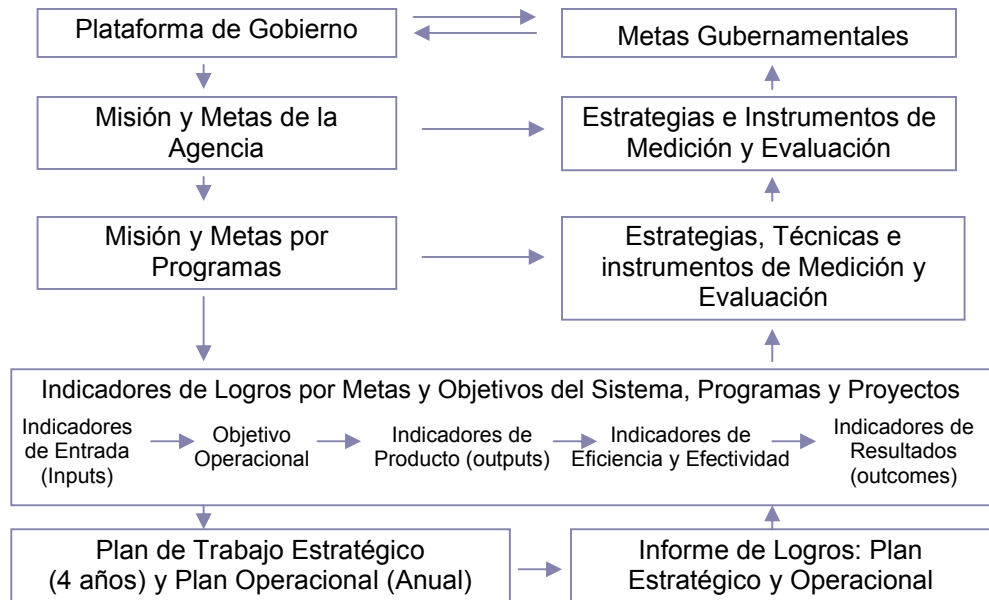 Plataforma de Gobierno
Metas Gubernamentales
Misión y Metas de la
Agencia
Estrategias e Instrumentos de
Medición y Evaluación
Misión y Metas por
Programas
Estrategias, Técnicas e
instrumentos de Medición y
Evaluación
Indicadores de Logros por Metas y Objetivos del Sistema, Programas y Proyectos
Indicadores
de Entrada
(Inputs)
Objetivo
Operacional
Indicadores de
Producto (outputs)
Indicadores de
Eficiencia y Efectividad
Indicadores de
Resultados
(outcomes)
Plan de Trabajo Estratégico
(4 años) y Plan Operacional (Anual)
Informe de Logros: Plan
Estratégico y Operacional